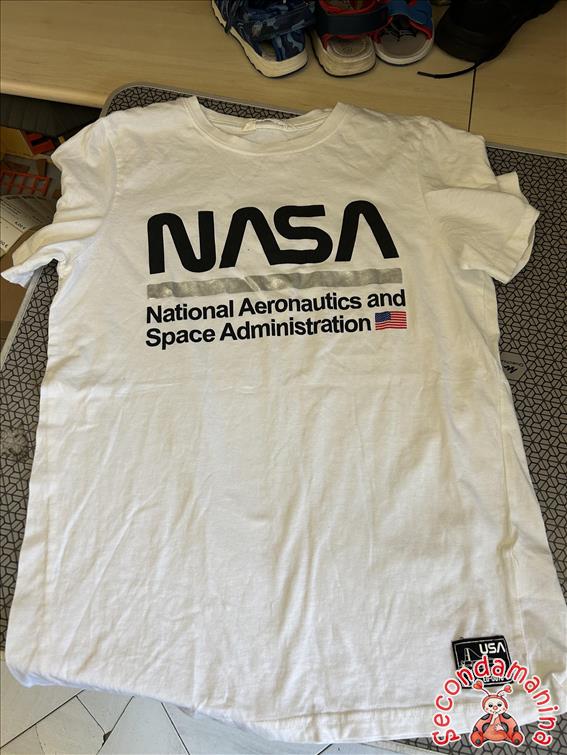 NASA
National Aeronautics and
Space Administration
USA
Secondamanina